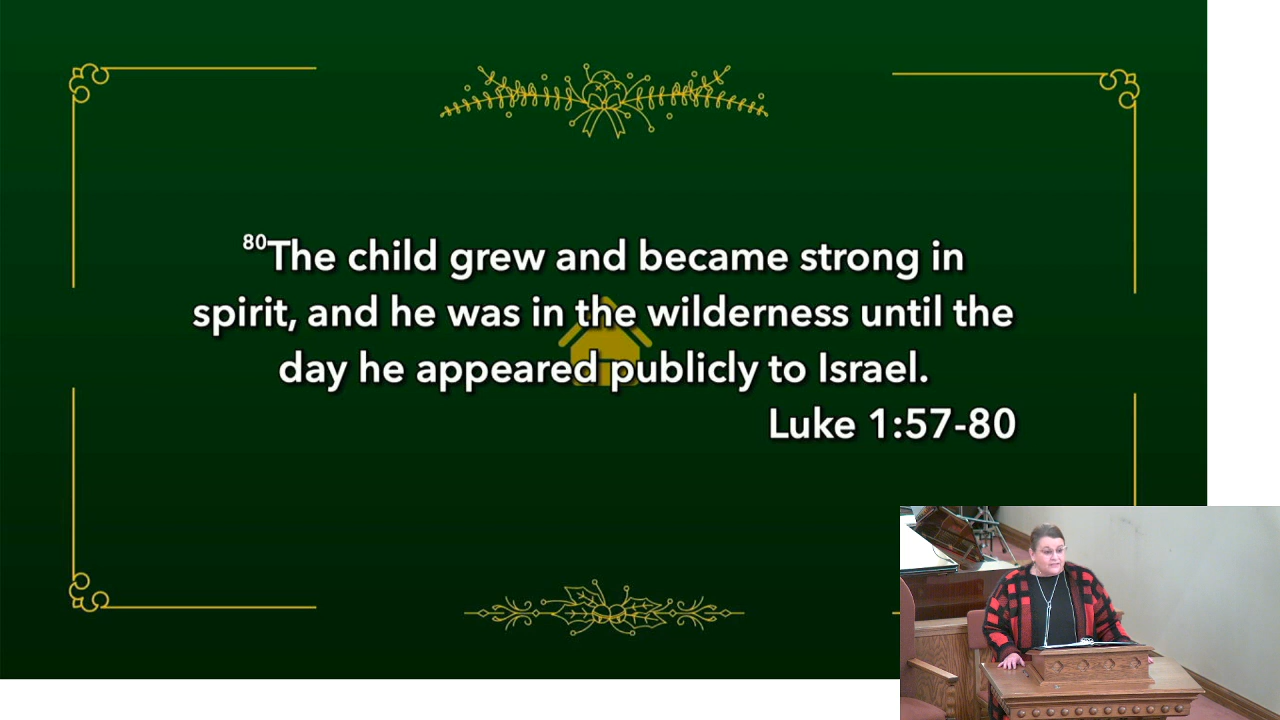 80The child grew and became strong in
spirit, and he was in the wilderness until the
day he appeared publicly to Israel.
Luke 1:57-80